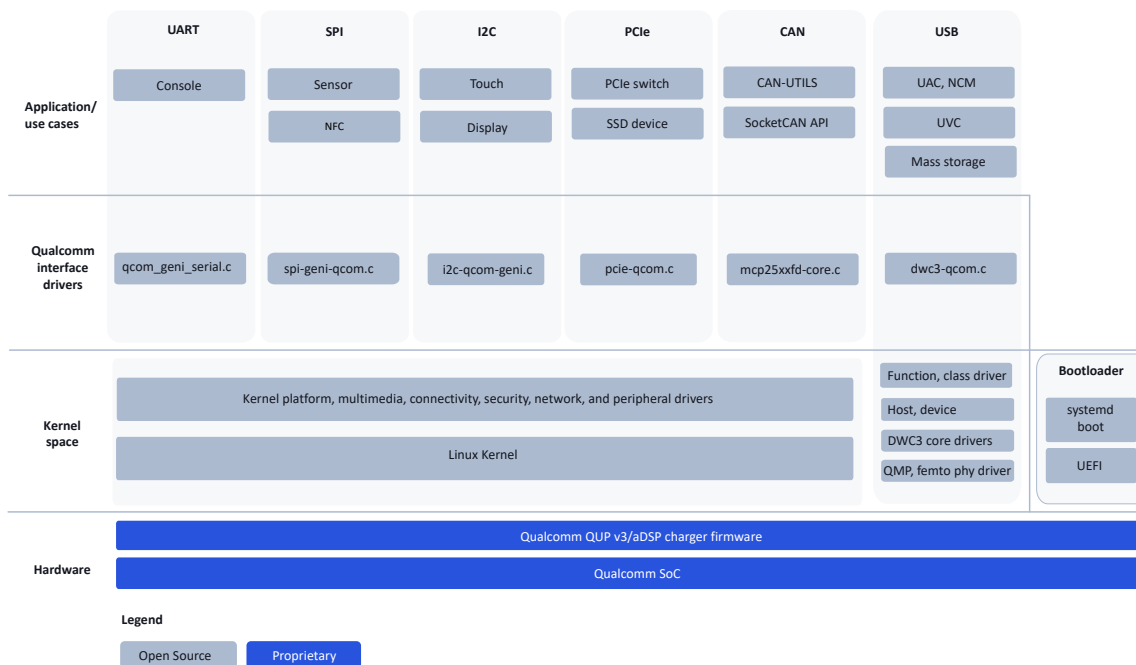 UART
SPI
I2C
PCIe
CAN
USB
Application/
use cases
Console
Sensor
Touch
PCIe switch
CAN-UTILS
UAC, NCM
NFC
Display
SSD device
SocketCAN API
UVC
Mass storage
Qualcomm
interface
drivers
qcom_geni_serial.c
spi-geni-qcom.c
i2c-qcom-geni.c
pcie-qcom.c
mcp25xxfd-core.c
dwc3-qcom.c
Kernel
space
Kernel platform, multimedia, connectivity, security, network, and peripheral drivers
Linux Kernel
Function, class driver
Host, device
DWC3 core drivers
QMP, femto phy driver
Bootloader
systemd
boot
UEFI
Hardware
Qualcomm QUP v3/aDSP charger firmware
Qualcomm SoC
Legend
Open Source
Proprietary